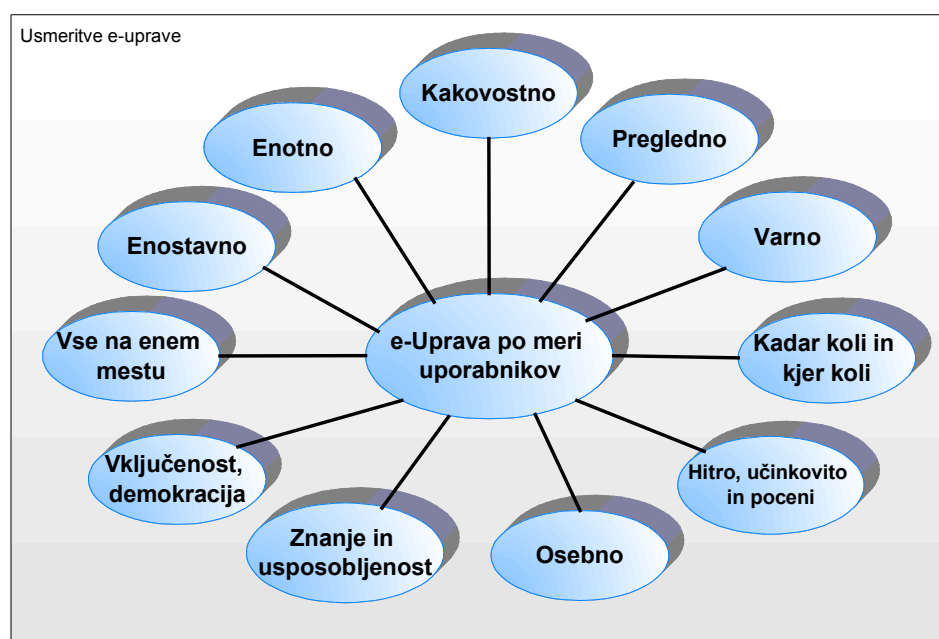 Usmeritve e-uprave
Kakovostno
Enotno
Pregledno
Enostavno
Varno
Vse na enem
mestu
e-Uprava po meri
uporabnikov
Kadar koli in
kjer koli
Vključenost,
demokracija
Hitro, učinkovito
in poceni
Znanje in
usposobljenost
Osebno